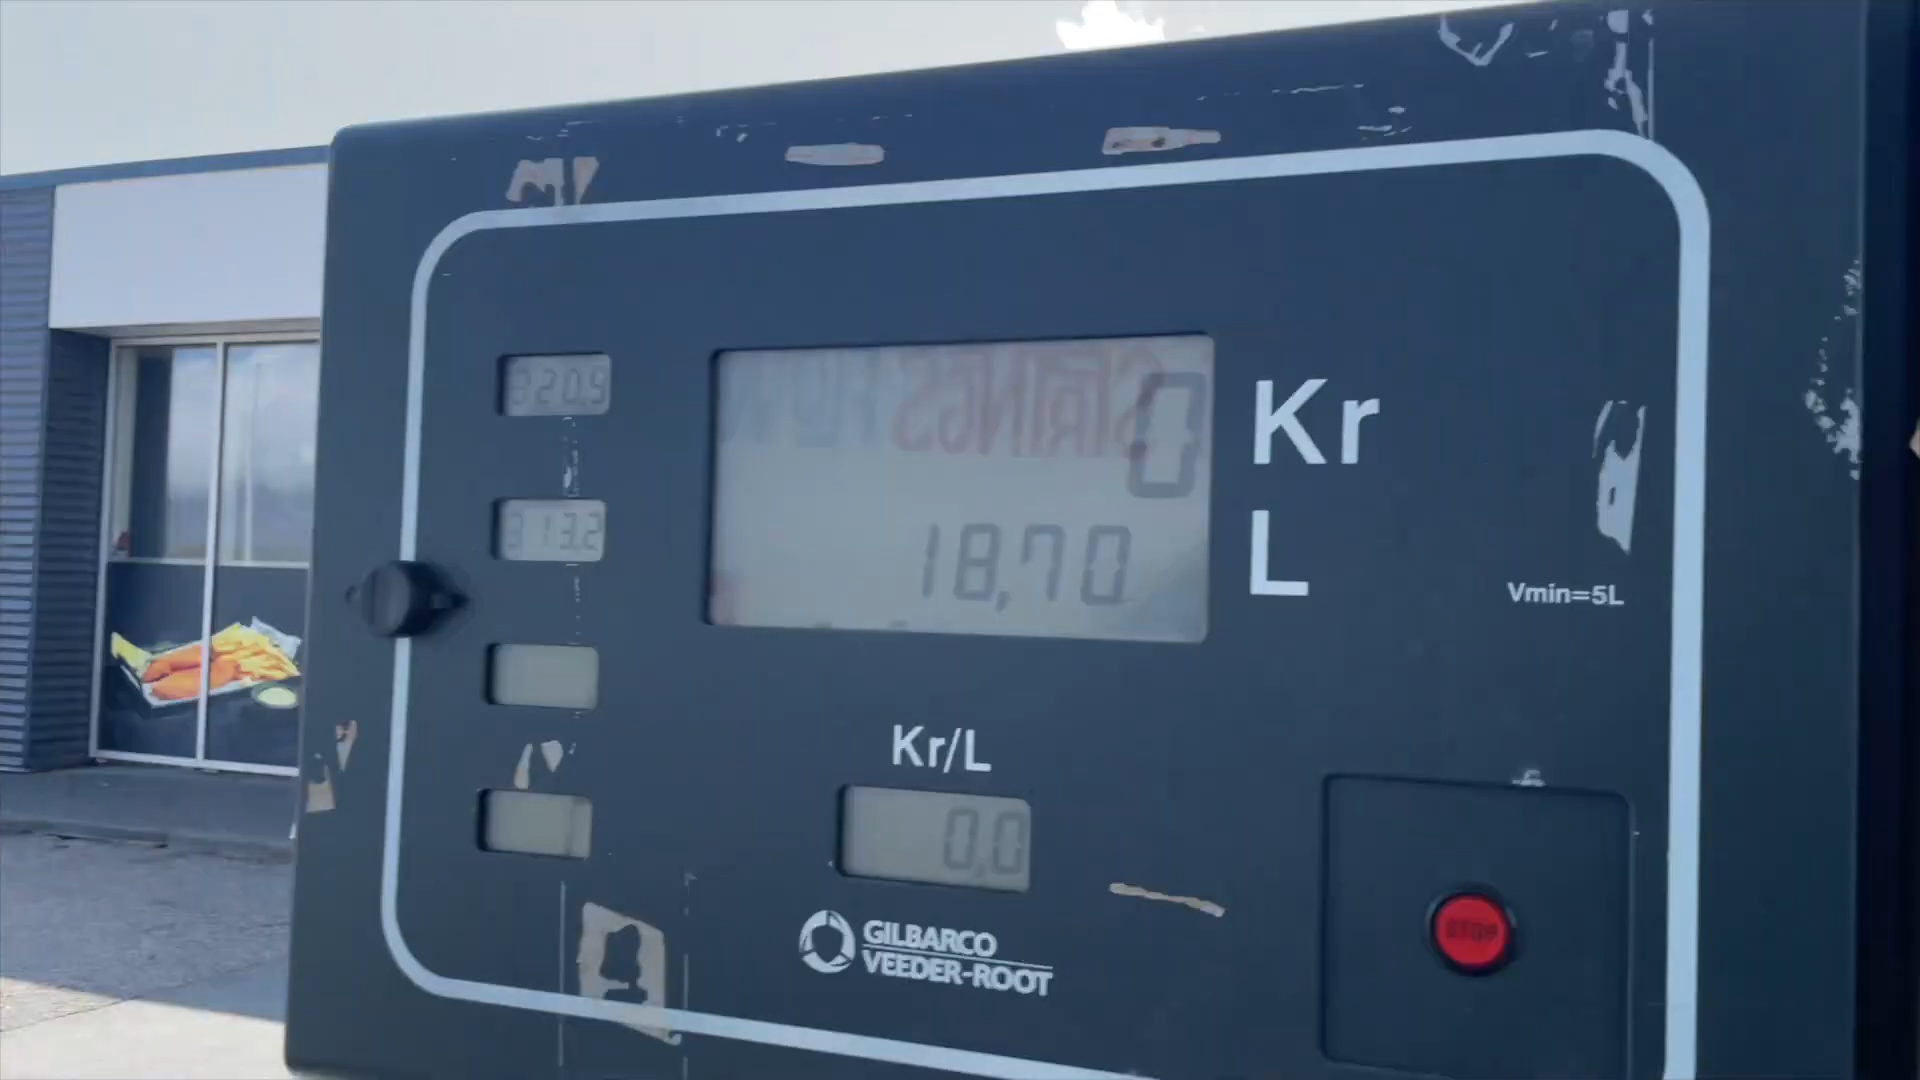 320.9
0 Kr
313.2
18,70 L
Vmin=5L
Kr/L
0,0
GILBARCO
VEEDER-ROOT
STOP